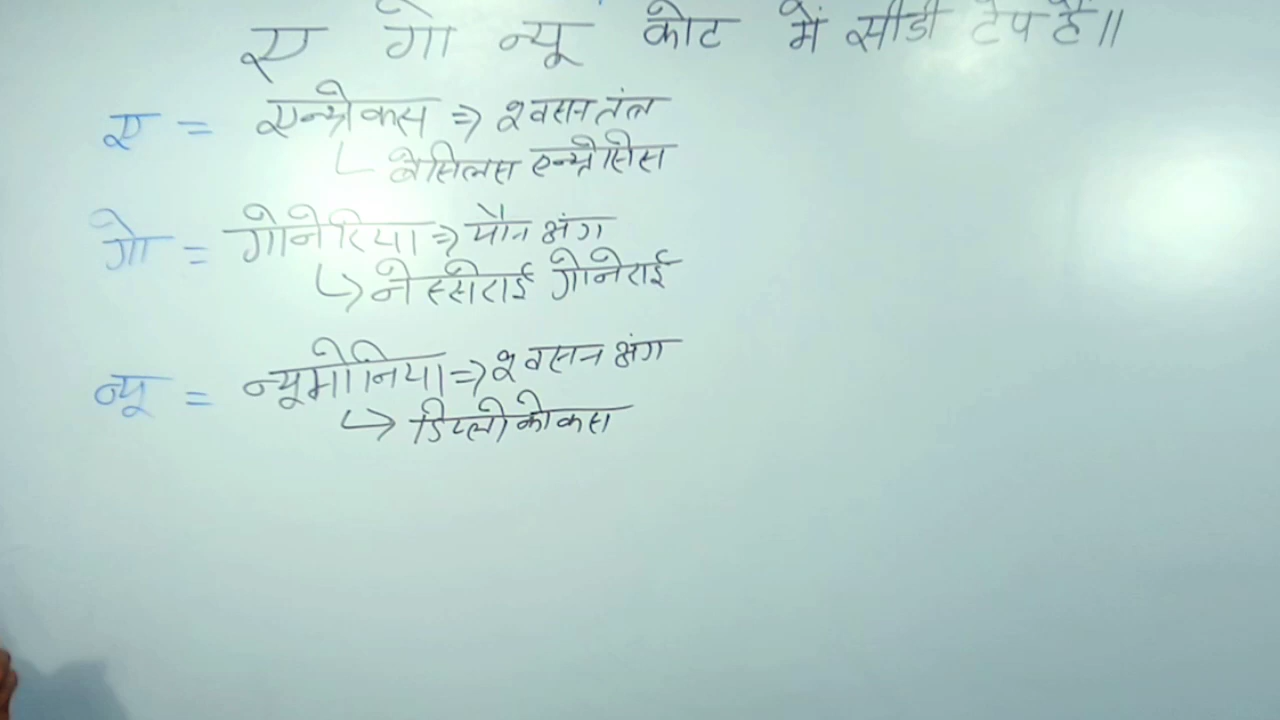 ए गो न्यू कोट में सीडी टेप है॥
ए = एन्थ्रेक्स ⇒ श्वसन तंत्र
↳ बेसिलस एन्थ्रेसिस
गो = गोनेरिया ⇒ यौन अंग
↳ नेस्सेराई गोनेराई
न्यू = न्यूमोनिया ⇒ श्वसन अंग
↳ डिप्लोकोकस